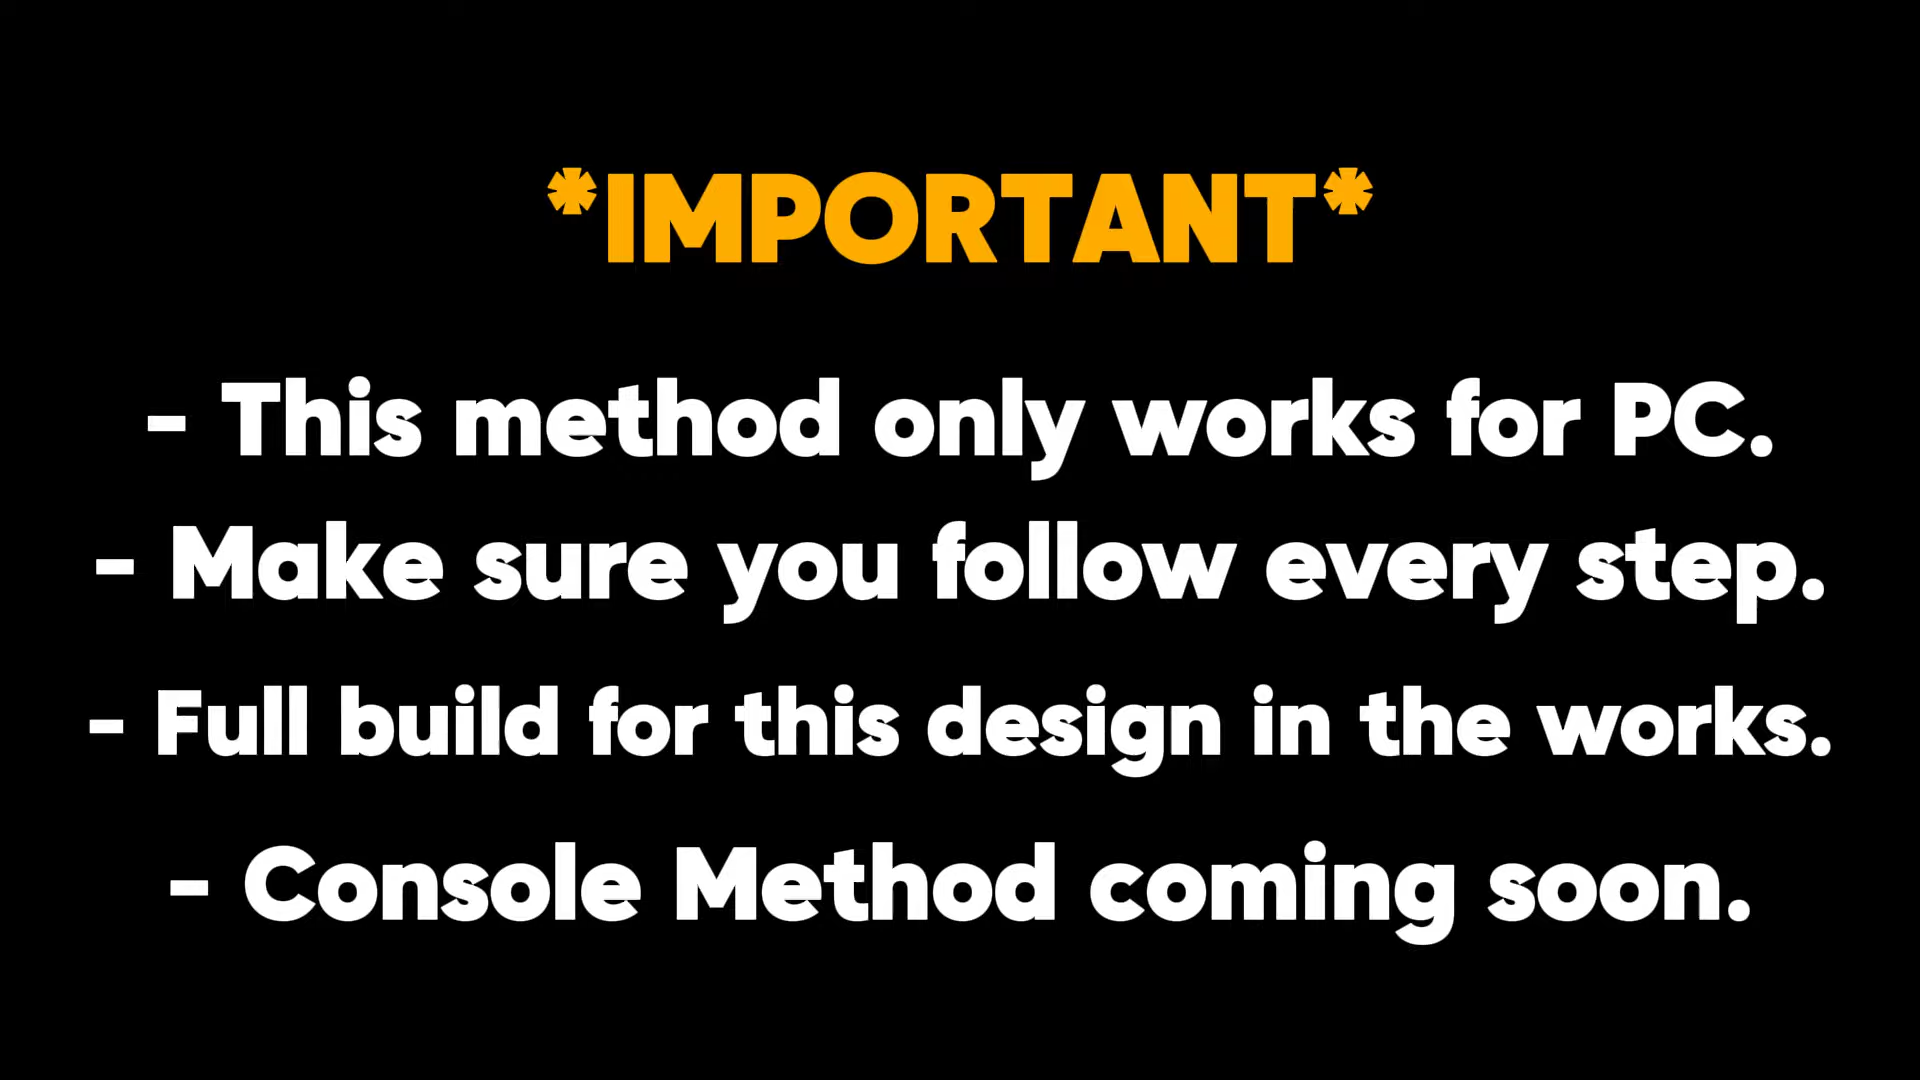 *IMPORTANT*
- This method only works for PC.
- Make sure you follow every step.
- Full build for this design in the works.
- Console Method coming soon.